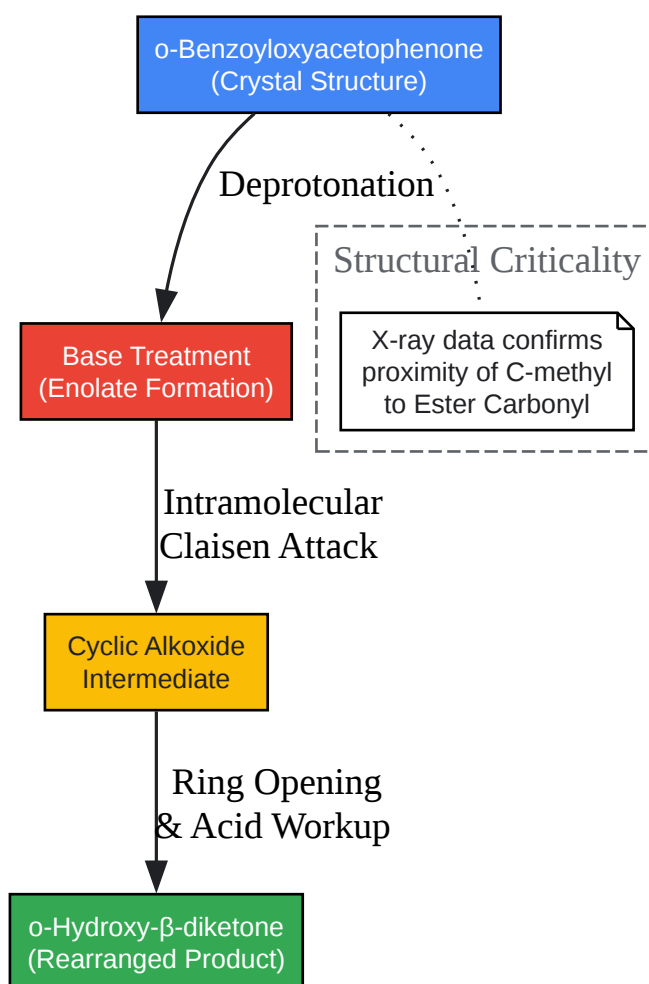 o-Benzoyloxyacetophenone
(Crystal Structure)
Deprotonation
Structural Criticality
X-ray data confirms
proximity of C-methyl
to Ester Carbonyl
Base Treatment
(Enolate Formation)
Intramolecular
Claisen Attack
Cyclic Alkoxide
Intermediate
Ring Opening
& Acid Workup
o-Hydroxy-β-diketone
(Rearranged Product)